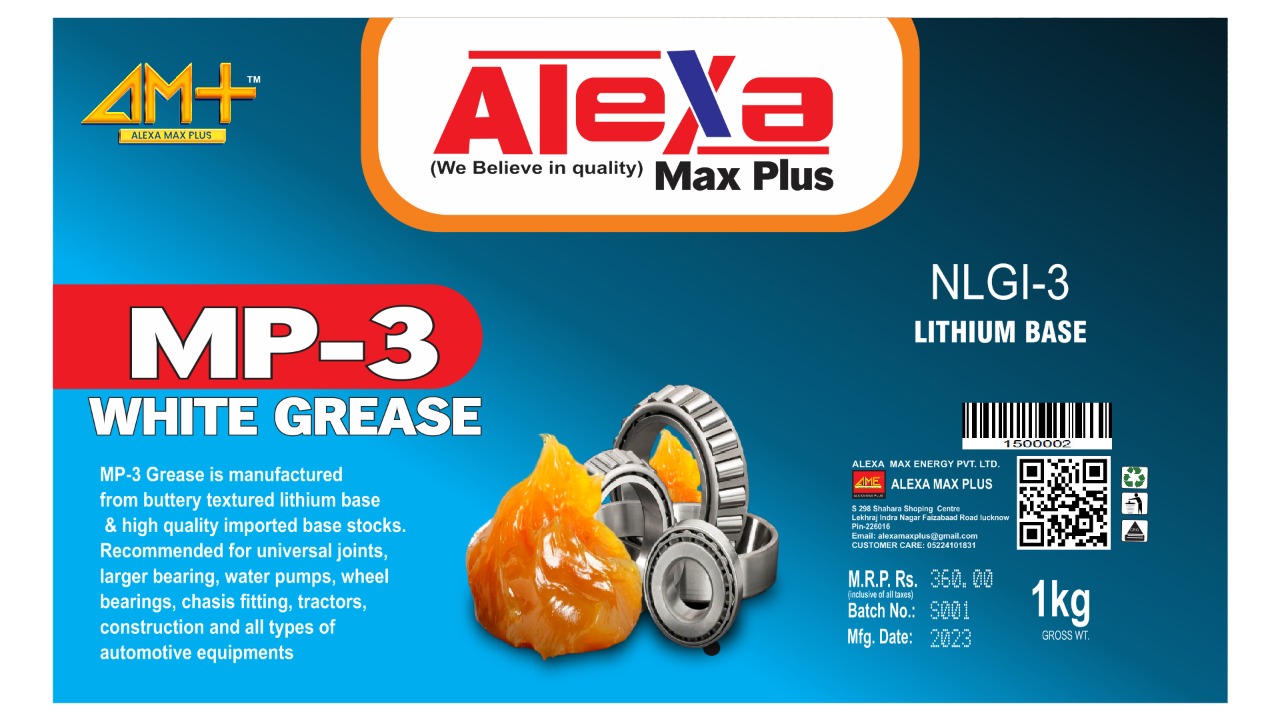 AM+ TM
ALEXA MAX PLUS
Alexa
(We Believe in quality)
Max Plus
MP-3
WHITE GREASE
MP-3 Grease is manufactured
from buttery textured lithium base
& high quality imported base stocks.
Recommended for universal joints,
larger bearing, water pumps, wheel
bearings, chasis fitting, tractors,
construction and all types of
automotive equipments
NLGI-3
LITHIUM BASE
1500002
ALEXA MAX ENERGY PVT. LTD.
AME
ALEXA MAX PLUS
S 298 Shahara Shoping Centre
Lekhraj Indra Nagar Faizabaad Road lucknow
Pin-226016
Email: alexamaxplus@gmail.com
CUSTOMER CARE: 05224101831
M.R.P. Rs. 360.00
(inclusive of all taxes)
Batch No.: S001
Mfg. Date: 2023
1kg
GROSS WT.